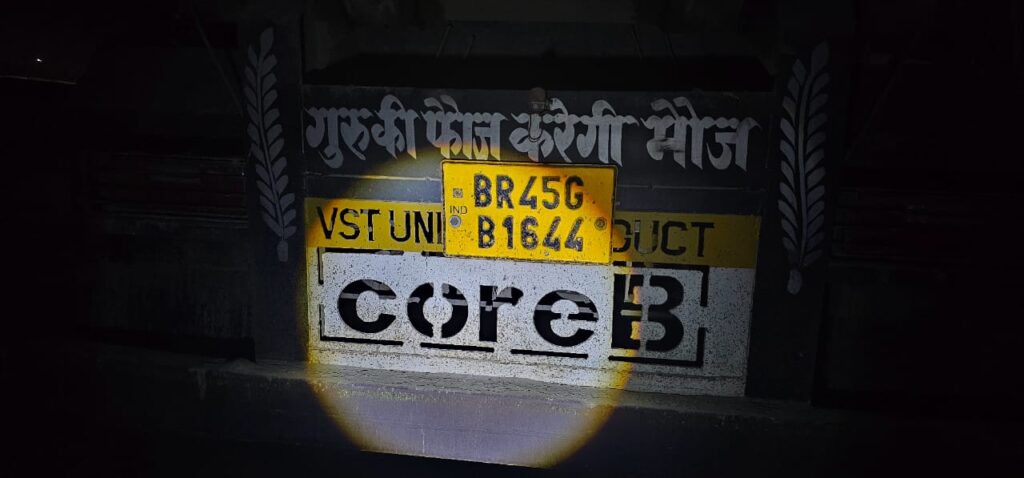 गुरु की फौज करेगी मौज
BR45G
IND
B1644
VST UNI DUCT
coreB